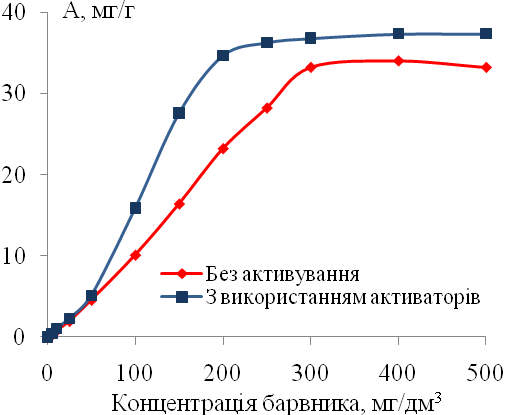 А, мг/г
40
30
20
10
0
Без активування
З використанням активаторів
0 100 200 300 400 500
Концентрація барвника, мг/дм³